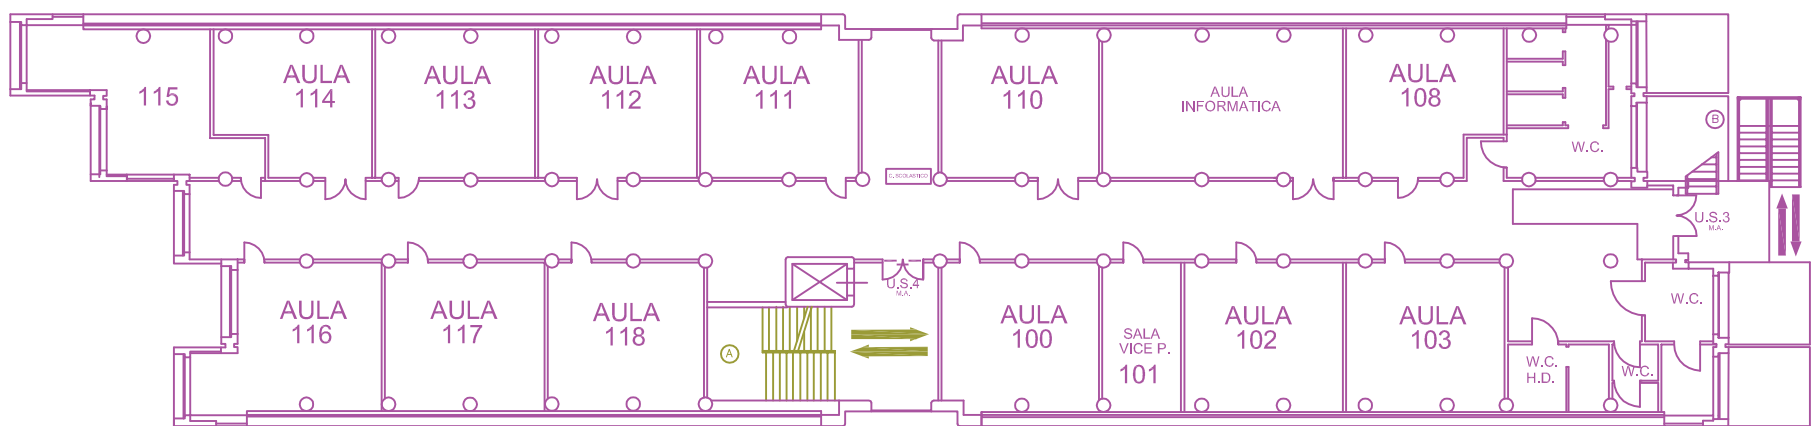 115
AULA
114
AULA
113
AULA
112
AULA
111
AULA
110
AULA
INFORMATICA
AULA
108
W.C.
B
C. SCOLASTICO
U.S.3
M.A.
AULA
116
AULA
117
AULA
118
A
U.S.4
M.A.
AULA
100
SALA
VICE P.
101
AULA
102
AULA
103
W.C.
H.D.
W.C.
W.C.